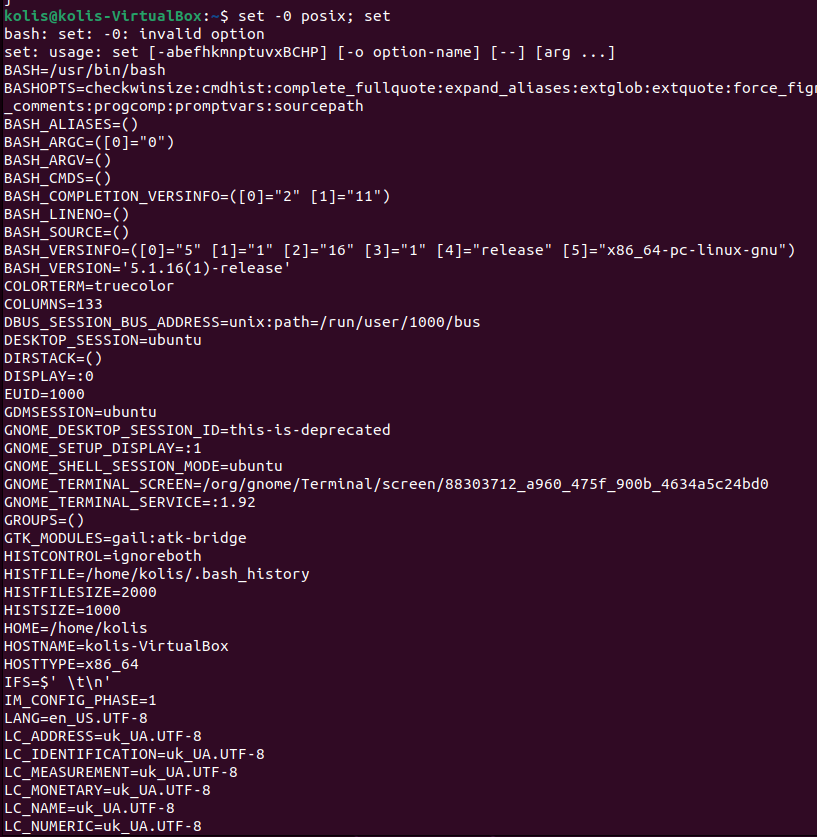 kolis@kolis-VirtualBox:~$ set -0 posix; set
bash: set: -0: invalid option
set: usage: set [-abefhkmnptuvxBCHP] [-o option-name] [--] [arg ...]
BASH=/usr/bin/bash
BASHOPTS=checkwinsize:cmdhist:complete_fullquote:expand_aliases:extglob:extquote:force_fig
_comments:progcomp:promptvars:sourcepath
BASH_ALIASES=()
BASH_ARGC=([0]="0")
BASH_ARGV=()
BASH_CMDS=()
BASH_COMPLETION_VERSINFO=([0]="2" [1]="11")
BASH_LINENO=()
BASH_SOURCE=()
BASH_VERSINFO=([0]="5" [1]="1" [2]="16" [3]="1" [4]="release" [5]="x86_64-pc-linux-gnu")
BASH_VERSION='5.1.16(1)-release'
COLORTERM=truecolor
COLUMNS=133
DBUS_SESSION_BUS_ADDRESS=unix:path=/run/user/1000/bus
DESKTOP_SESSION=ubuntu
DIRSTACK=()
DISPLAY=:0
EUID=1000
GDMSESSION=ubuntu
GNOME_DESKTOP_SESSION_ID=this-is-deprecated
GNOME_SETUP_DISPLAY=:1
GNOME_SHELL_SESSION_MODE=ubuntu
GNOME_TERMINAL_SCREEN=/org/gnome/Terminal/screen/88303712_a960_475f_900b_4634a5c24bd0
GNOME_TERMINAL_SERVICE=:1.92
GROUPS=()
GTK_MODULES=gail:atk-bridge
HISTCONTROL=ignoreboth
HISTFILE=/home/kolis/.bash_history
HISTFILESIZE=2000
HISTSIZE=1000
HOME=/home/kolis
HOSTNAME=kolis-VirtualBox
HOSTTYPE=x86_64
IFS=$' \t\n'
IM_CONFIG_PHASE=1
LANG=en_US.UTF-8
LC_ADDRESS=uk_UA.UTF-8
LC_IDENTIFICATION=uk_UA.UTF-8
LC_MEASUREMENT=uk_UA.UTF-8
LC_MONETARY=uk_UA.UTF-8
LC_NAME=uk_UA.UTF-8
LC_NUMERIC=uk_UA.UTF-8